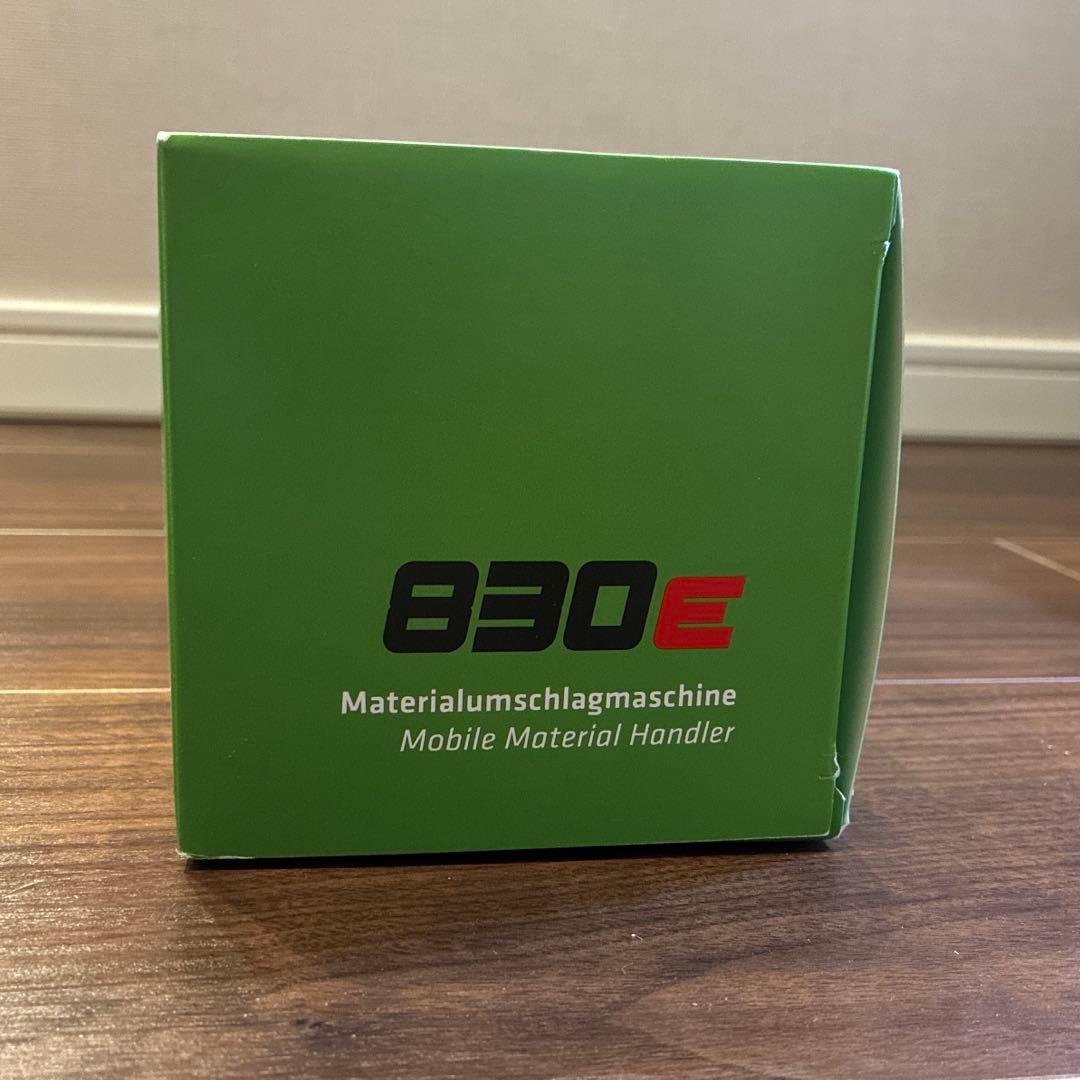 830E
Materialumschlagmaschine
Mobile Material Handler